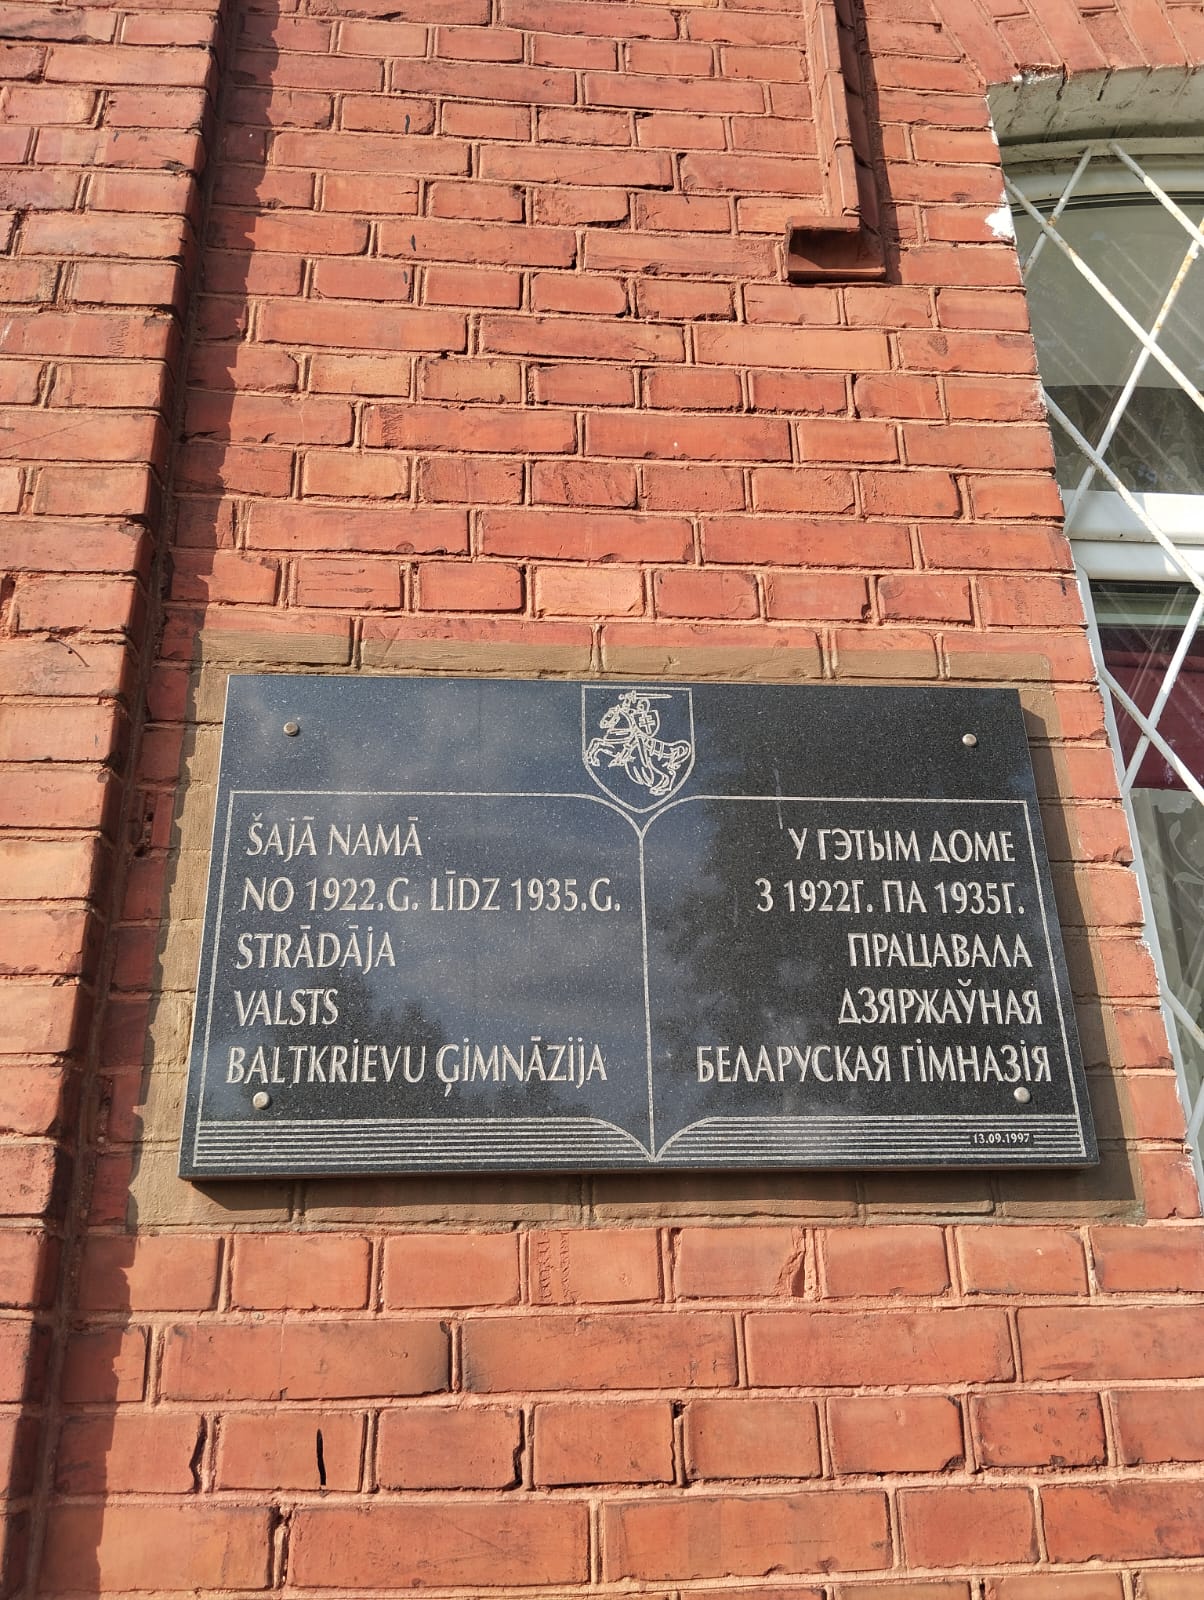 ŠAJĀ NAMĀ
NO 1922.G. LĪDZ 1935.G.
STRĀDĀJA
VALSTS
BALTKRIEVU ĢIMNĀZIJA
У ГЭТЫМ ДОМЕ
З 1922Г. ПА 1935Г.
ПРАЦАВАЛА
ДЗЯРЖАЎНАЯ
БЕЛАРУСКАЯ ГІМНАЗІЯ
13.09.1997